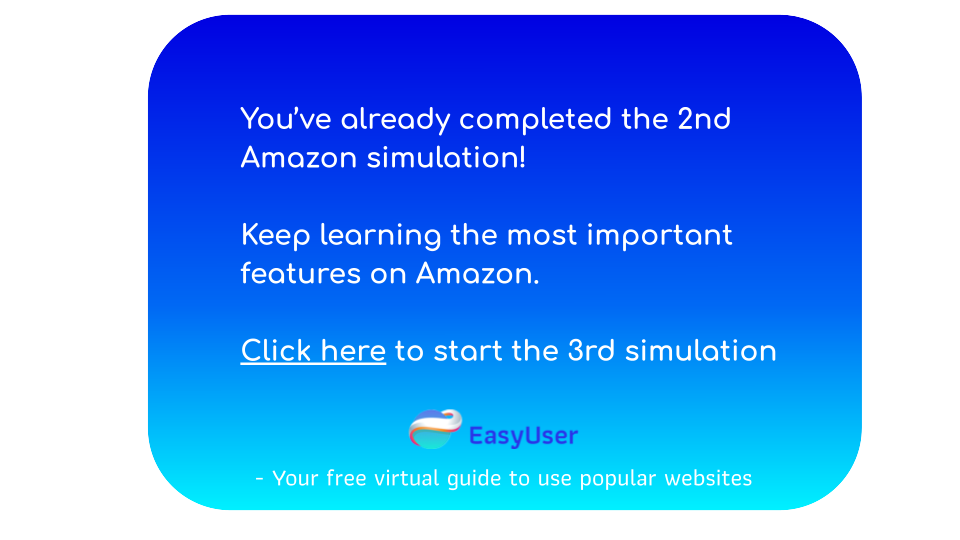 You've already completed the 2nd
Amazon simulation!
Keep learning the most important
features on Amazon.
Click here to start the 3rd simulation
EasyUser
- Your free virtual guide to use popular websites